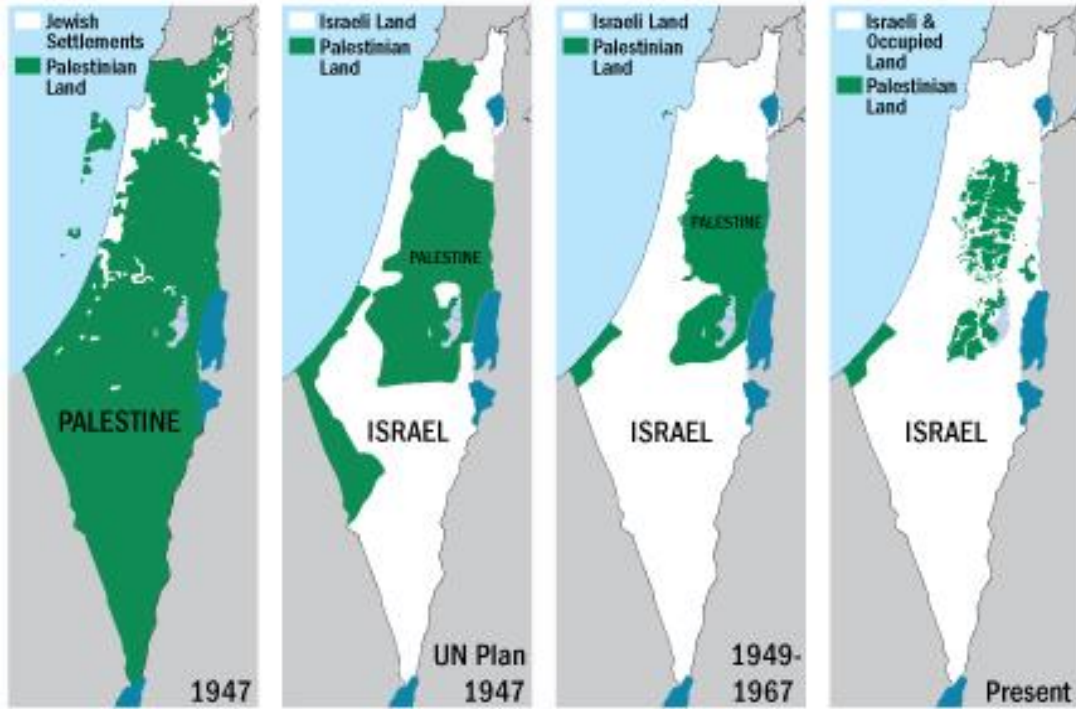 Jewish
Settlements
Palestinian
Land
PALESTINE
1947
Israeli Land
Palestinian
Land
PALESTINE
ISRAEL
UN Plan
1947
Israeli Land
Palestinian
Land
PALESTINE
ISRAEL
1949-
1967
Israeli &
Occupied
Land
Palestinian
Land
ISRAEL
Present